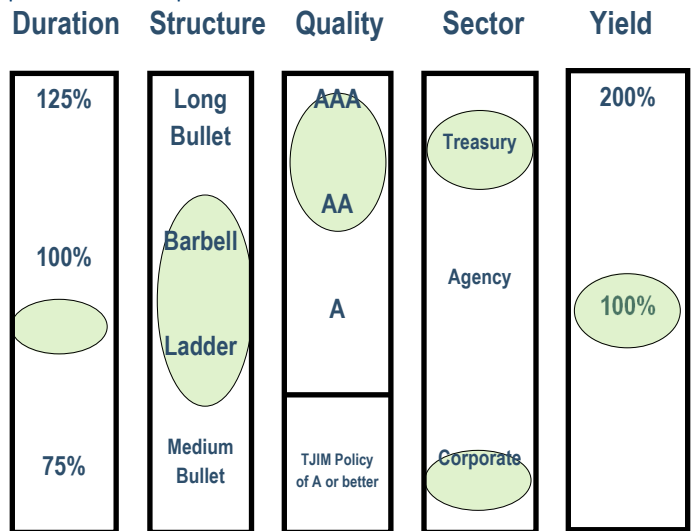 Duration Structure Quality Sector Yield
125%
100%
75%
Long
Bullet
Barbell
Ladder
Medium
Bullet
AAA
AA
A
TJIM Policy
of A or better
Treasury
Agency
Corporate
200%
100%